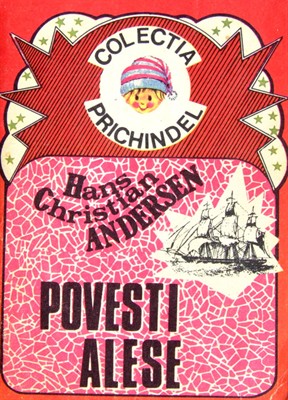 COLECTIA
PRICHINDEL
Hans
Christian
ANDERSEN
POVESTI
ALESE